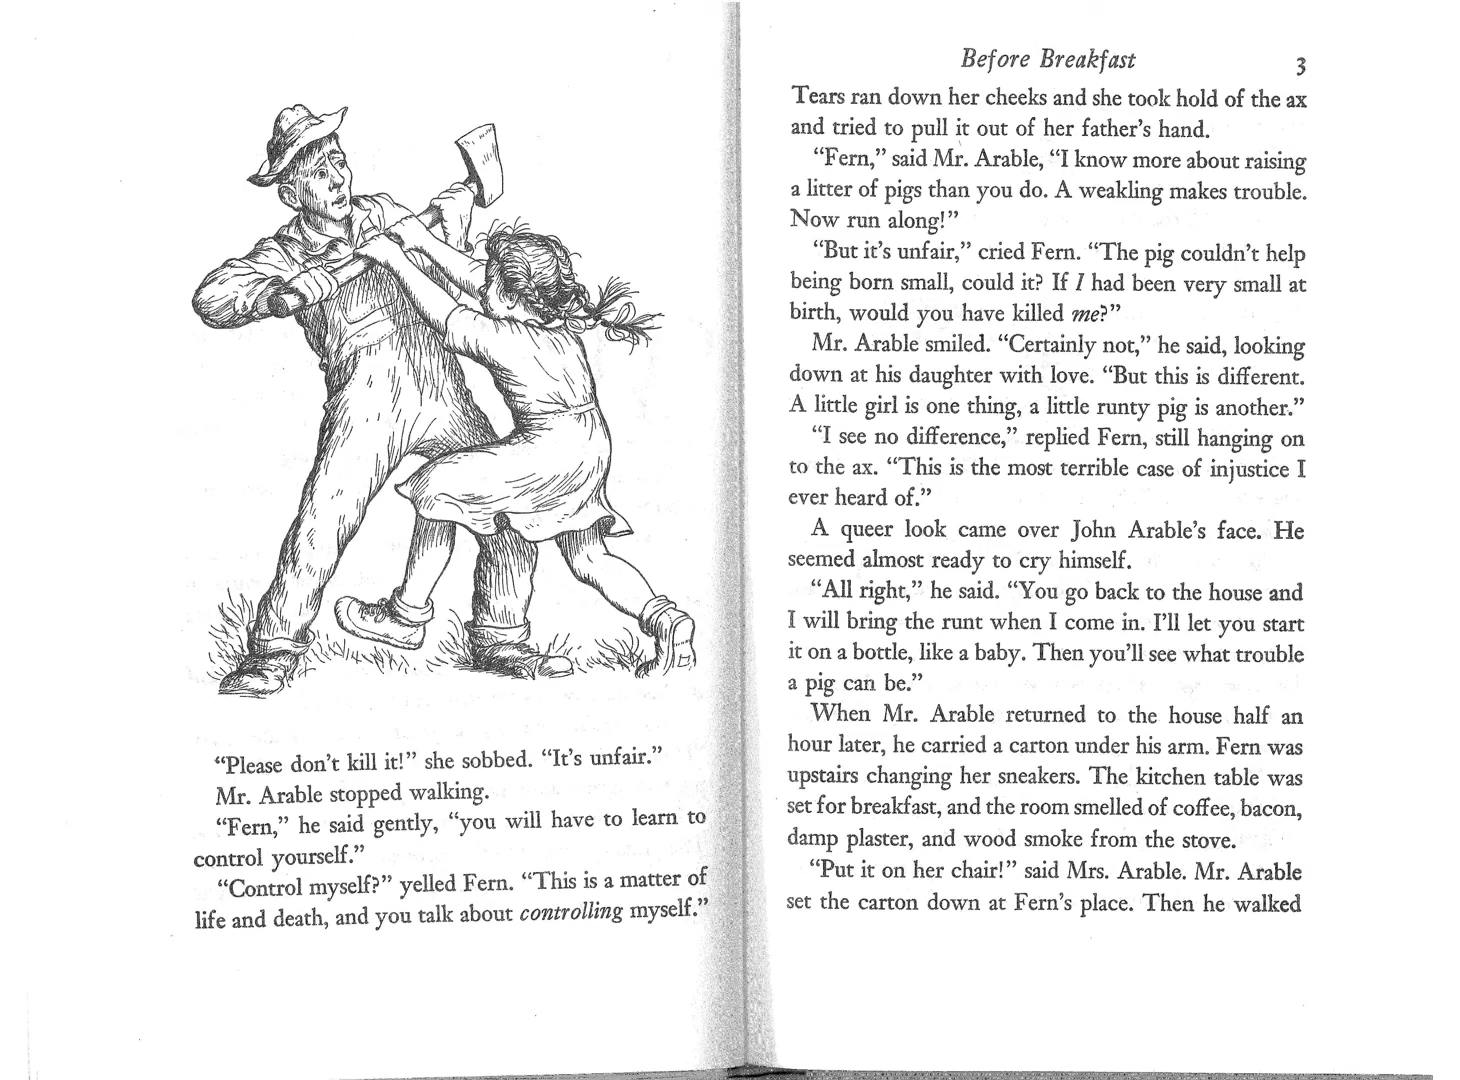 “Please don’t kill it!” she sobbed. “It’s unfair.”
Mr. Arable stopped walking.
“Fern,” he said gently, “you will have to learn to
control yourself.”
“Control myself?” yelled Fern. “This is a matter of
life and death, and you talk about controlling myself.”
Before Breakfast 3
Tears ran down her cheeks and she took hold of the ax
and tried to pull it out of her father’s hand.
“Fern,” said Mr. Arable, “I know more about raising
a litter of pigs than you do. A weakling makes trouble.
Now run along!”
“But it’s unfair,” cried Fern. “The pig couldn’t help
being born small, could it? If I had been very small at
birth, would you have killed me?”
Mr. Arable smiled. “Certainly not,” he said, looking
down at his daughter with love. “But this is different.
A little girl is one thing, a little runty pig is another.”
“I see no difference,” replied Fern, still hanging on
to the ax. “This is the most terrible case of injustice I
ever heard of.”
A queer look came over John Arable’s face. He
seemed almost ready to cry himself.
“All right,” he said. “You go back to the house and
I will bring the runt when I come in. I’ll let you start
it on a bottle, like a baby. Then you’ll see what trouble
a pig can be.”
When Mr. Arable returned to the house half an
hour later, he carried a carton under his arm. Fern was
upstairs changing her sneakers. The kitchen table was
set for breakfast, and the room smelled of coffee, bacon,
damp plaster, and wood smoke from the stove.
“Put it on her chair!” said Mrs. Arable. Mr. Arable
set the carton down at Fern’s place. Then he walked